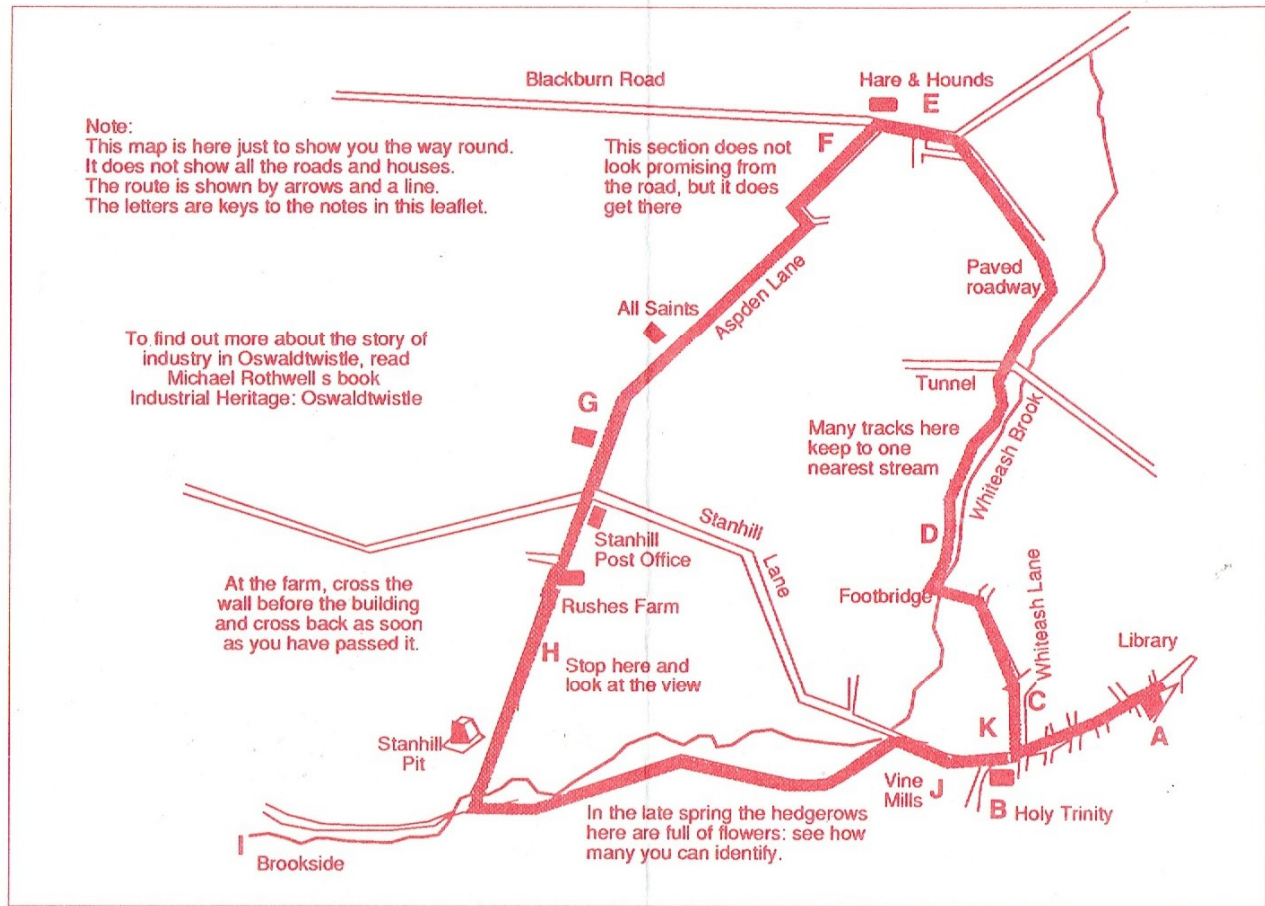 Blackburn Road
Hare & Hounds
E
Note:
This map is here just to show you the way round.
It does not show all the roads and houses.
The route is shown by arrows and a line.
The letters are keys to the notes in this leaflet.
F
This section does not
look promising from
the road, but it does
get there
Paved
roadway
Aspden Lane
All Saints
To find out more about the story of
industry in Oswaldtwistle, read
Michael Rothwell s book
Industrial Heritage: Oswaldtwistle
G
Tunnel
Many tracks here
keep to one
nearest stream
Whiteash Brook
D
Stanhill
Lane
Stanhill
Post Office
At the farm, cross the
wall before the building
and cross back as soon
as you have passed it.
Rushes Farm
Footbridge
Whiteash Lane
Library
H
Stop here and
look at the view
C
K
A
Stanhill
Pit
Vine
Mills
J
B
Holy Trinity
In the late spring the hedgerows
here are full of flowers: see how
many you can identify.
I
Brookside